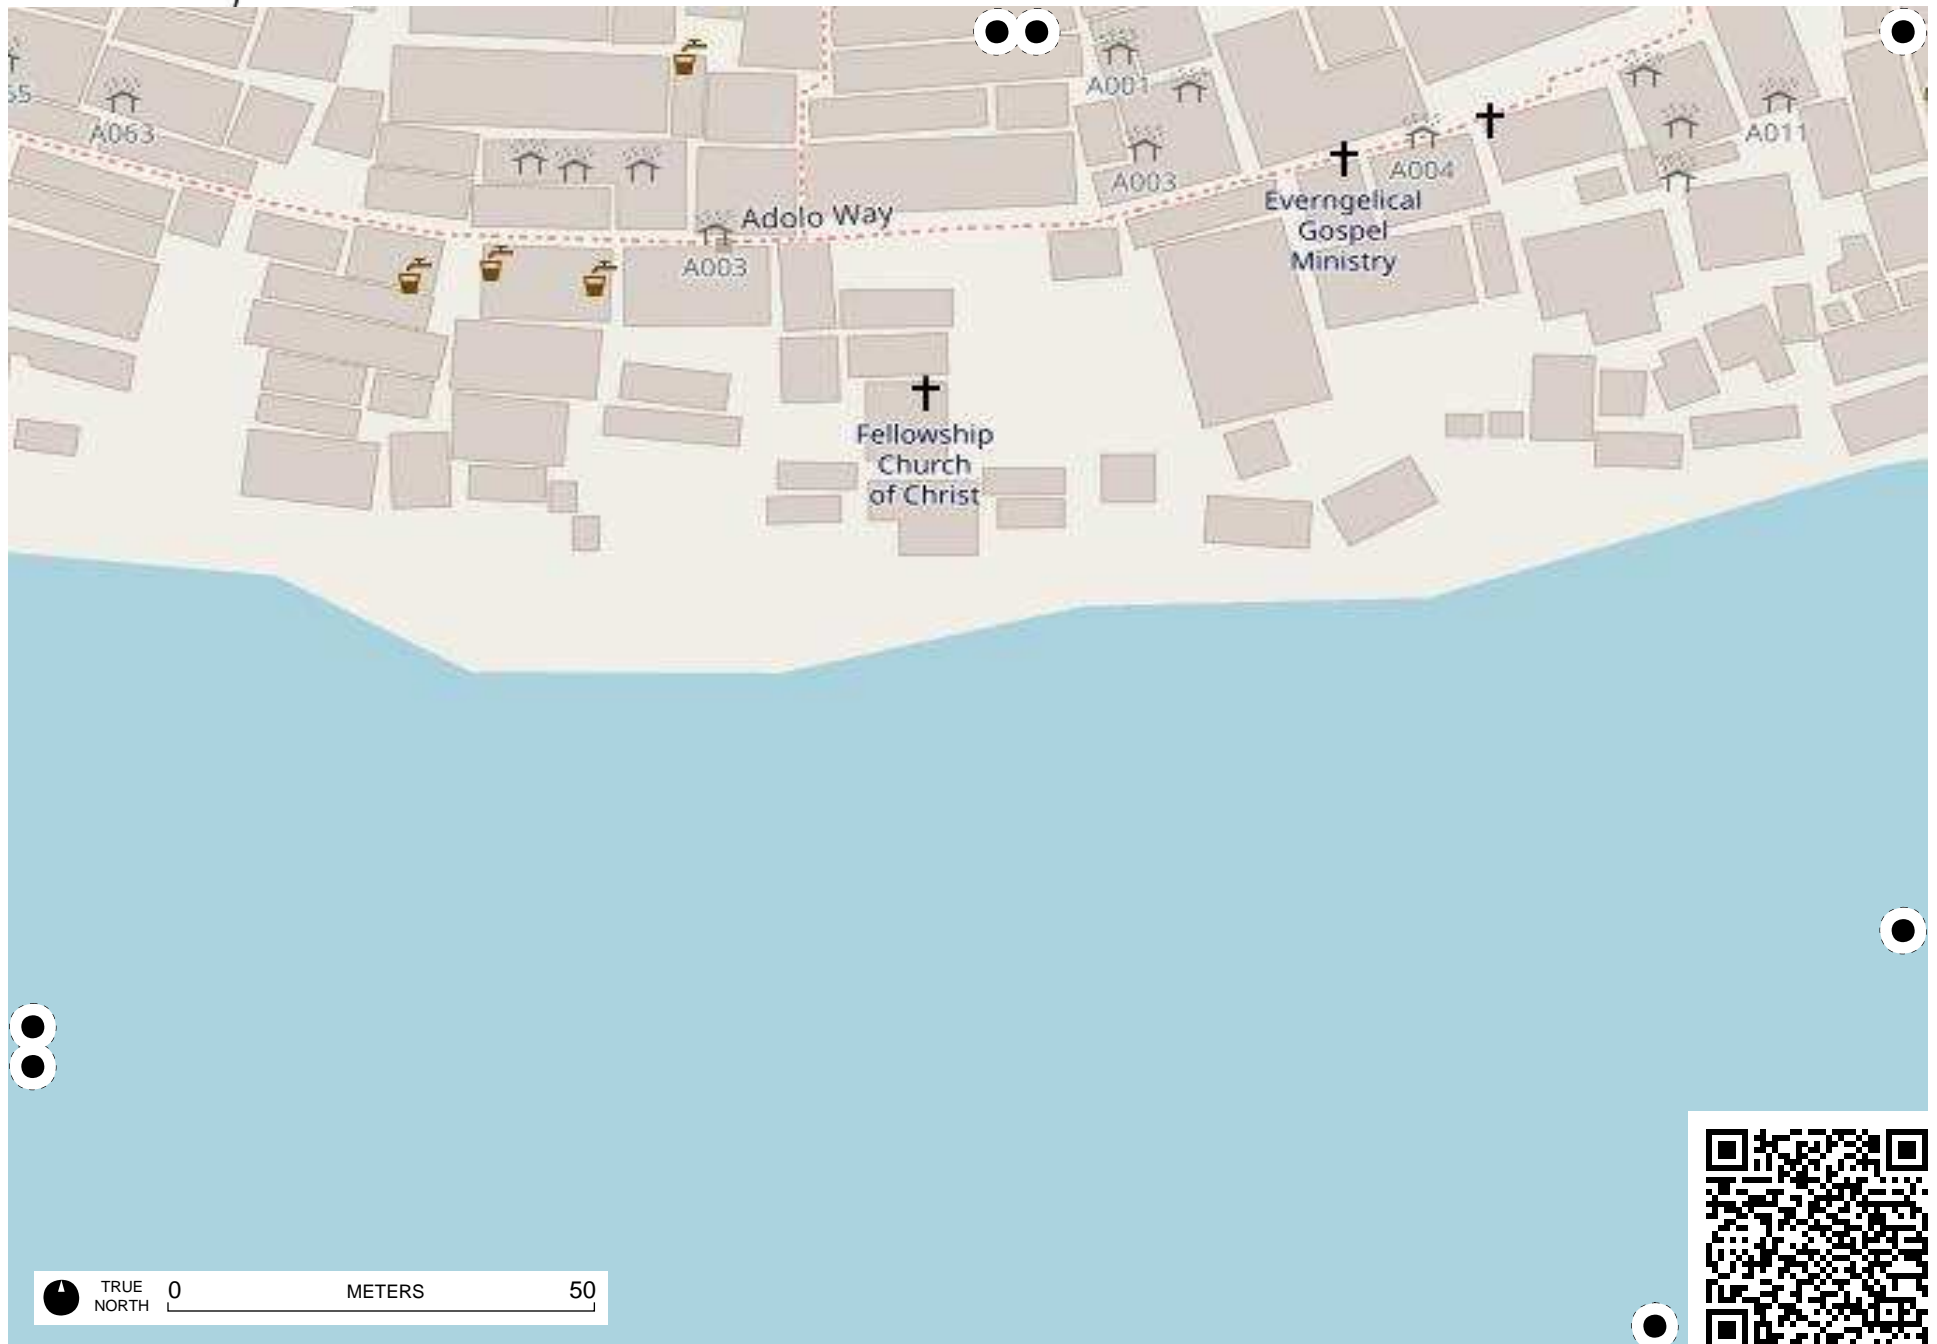 A001
A063
A011
A003
A004
Everngelical
Gospel
Ministry
Adolo Way
A003
Fellowship
Church
of Christ
TRUE
NORTH
0 METERS 50